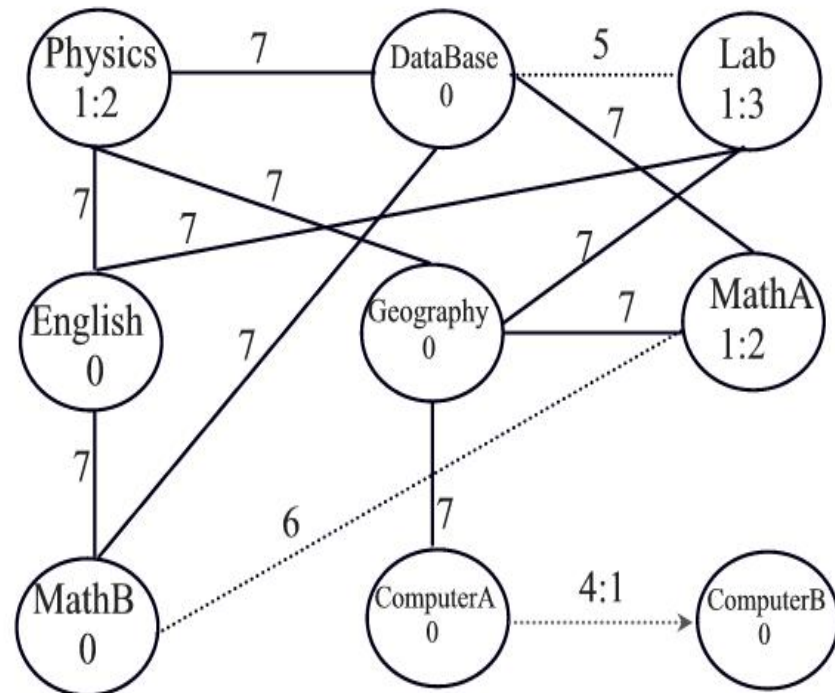 7
5
Physics
1:2
DataBase
0
Lab
1:3
7
7
7
7
7
English
0
Geography
0
7
MathA
1:2
7
7
6
7
MathB
0
ComputerA
0
4:1
ComputerB
0